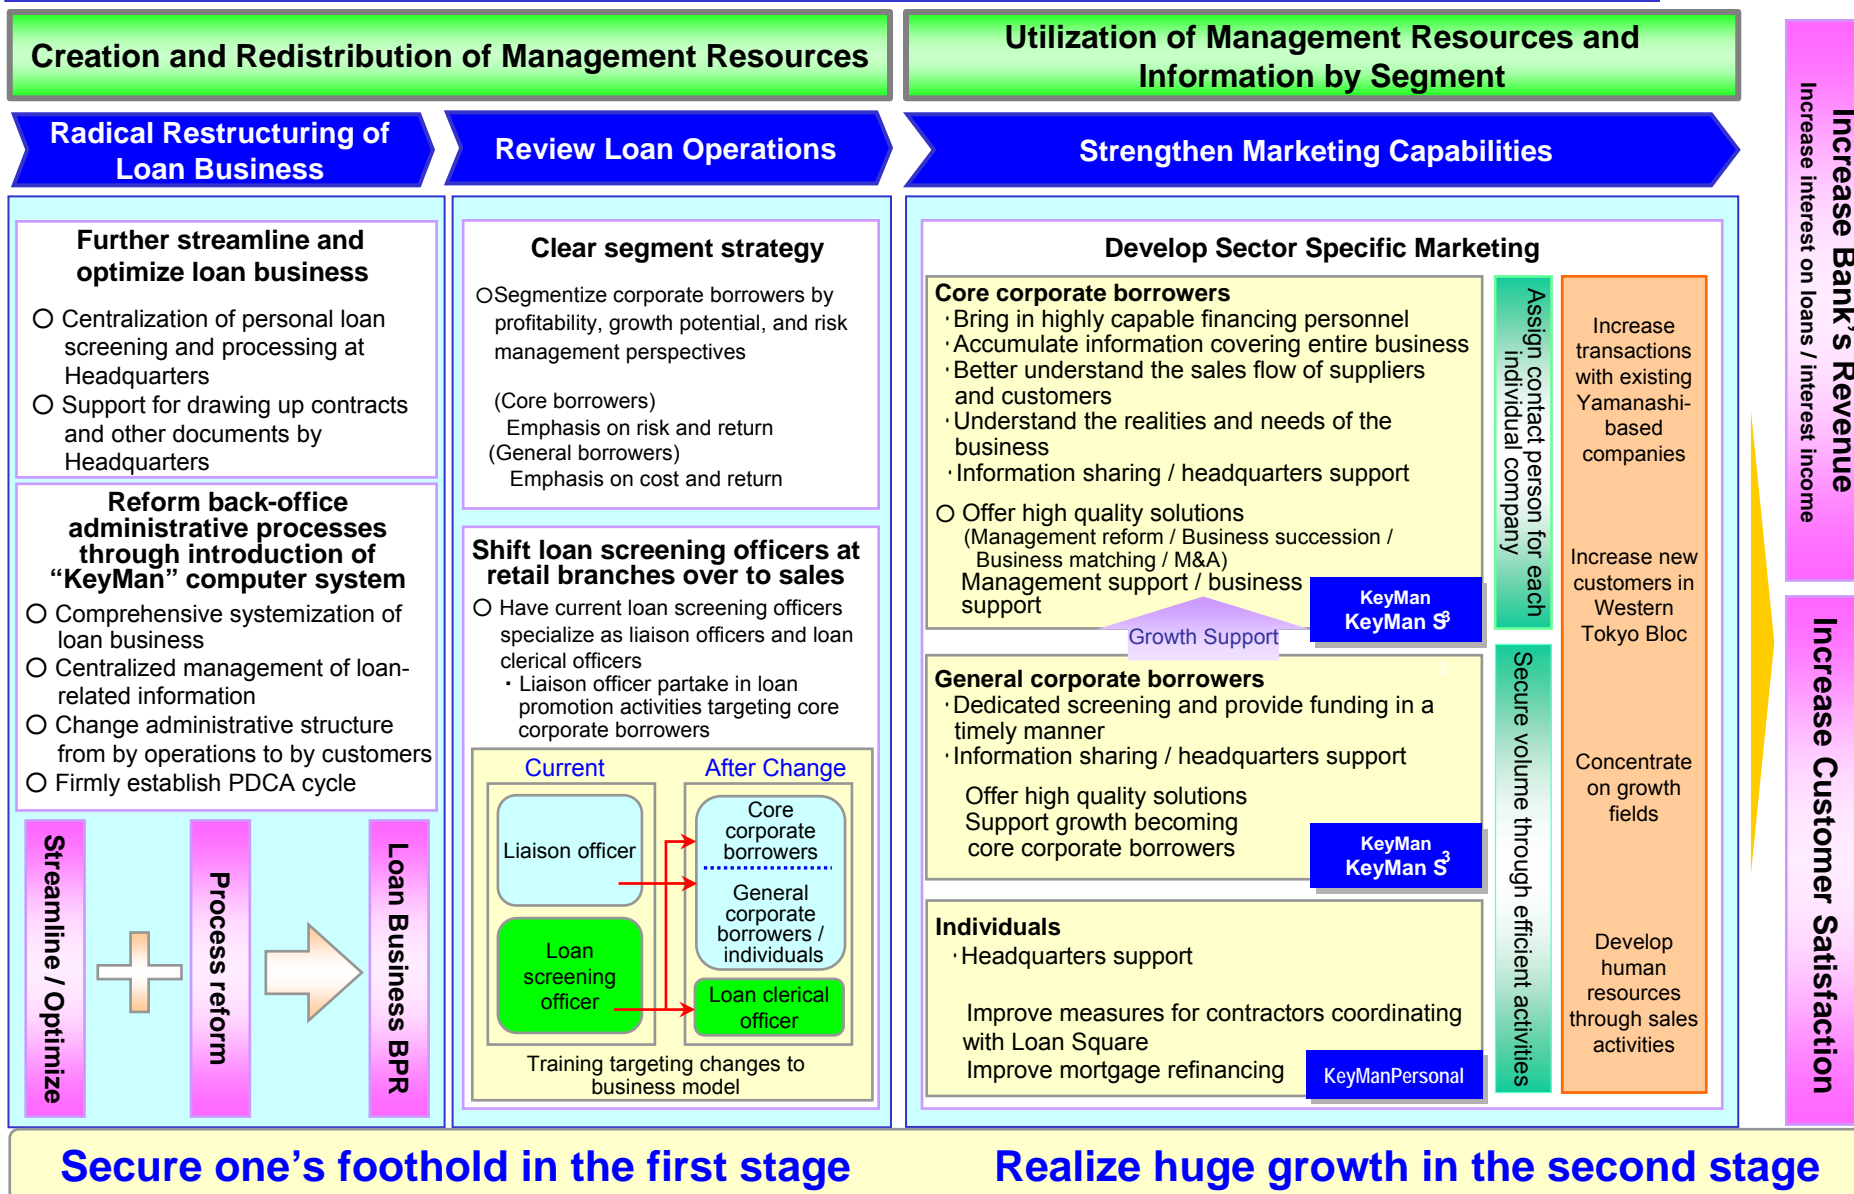 Creation and Redistribution of Management Resources
Utilization of Management Resources and
Information by Segment
Radical Restructuring of
Loan Business
Review Loan Operations
Strengthen Marketing Capabilities
Further streamline and
optimize loan business
○ Centralization of personal loan
screening and processing at
Headquarters
○ Support for drawing up contracts
and other documents by
Headquarters
Reform back-office
administrative processes
through introduction of
“KeyMan” computer system
○ Comprehensive systemization of
loan business
○ Centralized management of loan-
related information
○ Change administrative structure
from by operations to by customers
○ Firmly establish PDCA cycle
Streamline / Optimize
Process reform
Loan Business BPR
Clear segment strategy
○Segmentize corporate borrowers by
profitability, growth potential, and risk
management perspectives
(Core borrowers)
Emphasis on risk and return
(General borrowers)
Emphasis on cost and return
Shift loan screening officers at
retail branches over to sales
○ Have current loan screening officers
specialize as liaison officers and loan
clerical officers
・Liaison officer partake in loan
promotion activities targeting core
corporate borrowers
Current
After Change
Liaison officer
Loan
screening
officer
Core
corporate
borrowers
General
corporate
borrowers /
individuals
Loan clerical
officer
Training targeting changes to
business model
Develop Sector Specific Marketing
Core corporate borrowers
・Bring in highly capable financing personnel
・Accumulate information covering entire business
・Better understand the sales flow of suppliers
and customers
・Understand the realities and needs of the
business
・Information sharing / headquarters support
○ Offer high quality solutions
(Management reform / Business succession /
Business matching / M&A)
Management support / business
support
KeyMan
KeyMan S3
Growth Support
General corporate borrowers
・Dedicated screening and provide funding in a
timely manner
・Information sharing / headquarters support
Offer high quality solutions
Support growth becoming
core corporate borrowers
KeyMan
KeyMan S3
Individuals
・Headquarters support
Improve measures for contractors coordinating
with Loan Square
Improve mortgage refinancing
KeyManPersonal
Assign contact person for each
individual company
Secure volume through efficient activities
Increase
transactions
with existing
Yamanashi-
based
companies
Increase new
customers in
Western
Tokyo Bloc
Concentrate
on growth
fields
Develop
human
resources
through sales
activities
Increase Bank’s Revenue
Increase interest on loans / interest income
Increase Customer Satisfaction
Secure one’s foothold in the first stage
Realize huge growth in the second stage